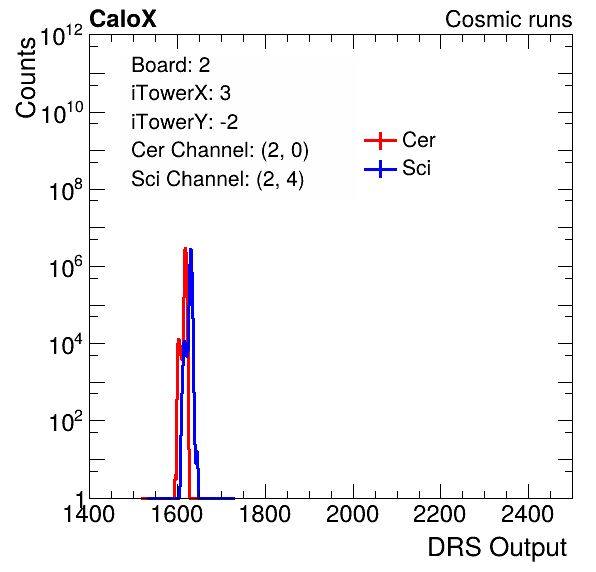 CaloX Cosmic runs
Counts
10^12
10^10
10^8
10^6
10^4
10^2
1
Board: 2
iTowerX: 3
iTowerY: -2
Cer Channel: (2, 0)
Sci Channel: (2, 4)
Cer
Sci
1400 1600 1800 2000 2200 2400
DRS Output